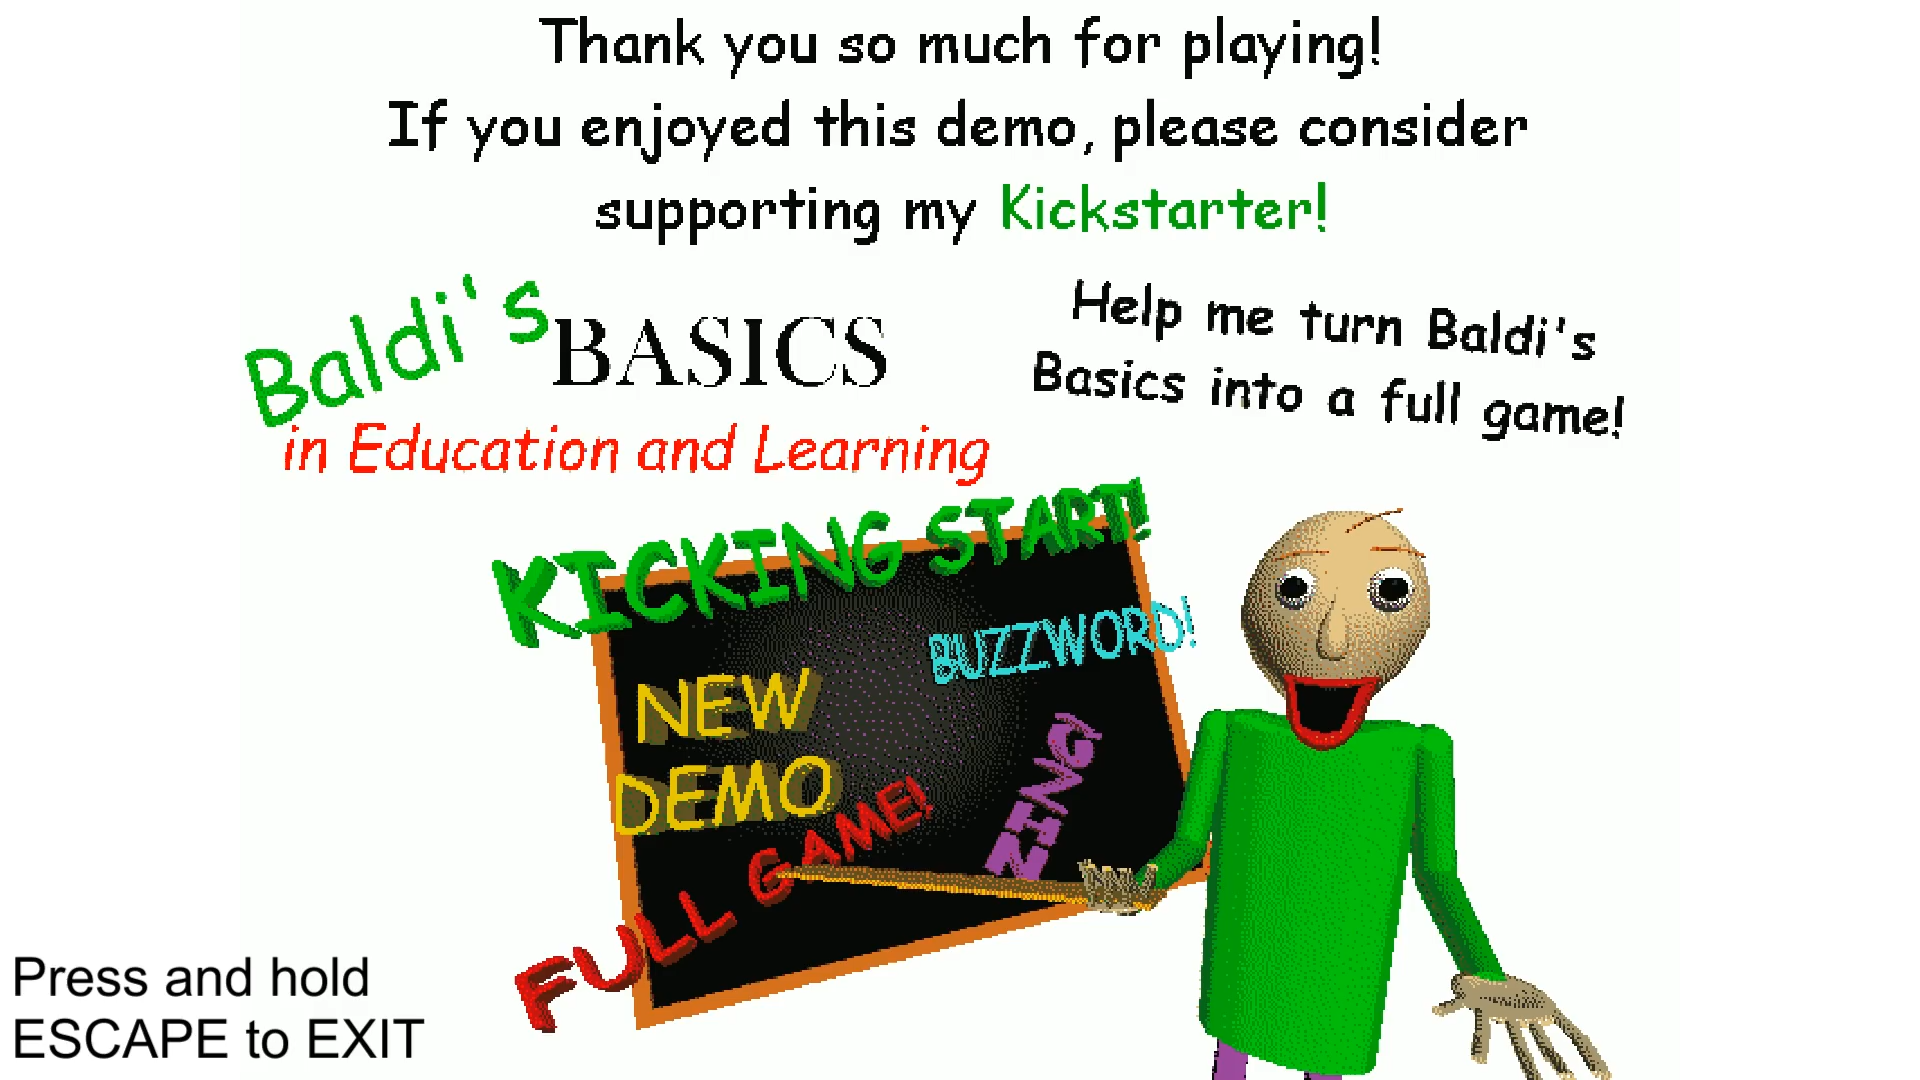 Thank you so much for playing!
If you enjoyed this demo, please consider
supporting my Kickstarter!
Baldi's BASICS
in Education and Learning
Help me turn Baldi's
Basics into a full game!
KICKING START!
BUZZWORD!
NEW
DEMO
ZING!
FULL GAME!
Press and hold
ESCAPE to EXIT